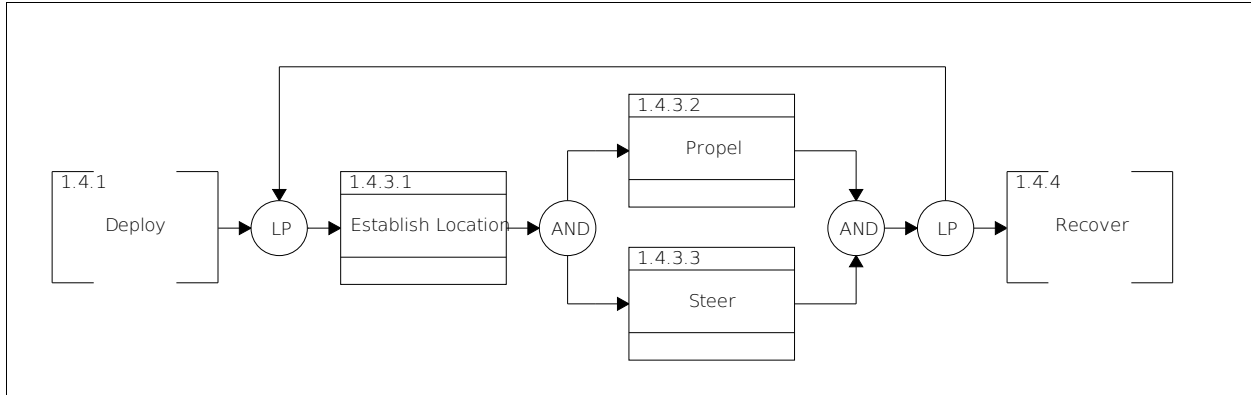 1.4.3.2
Propel
1.4.1
Deploy
LP
1.4.3.1
Establish Location
AND
AND
LP
1.4.4
Recover
1.4.3.3
Steer